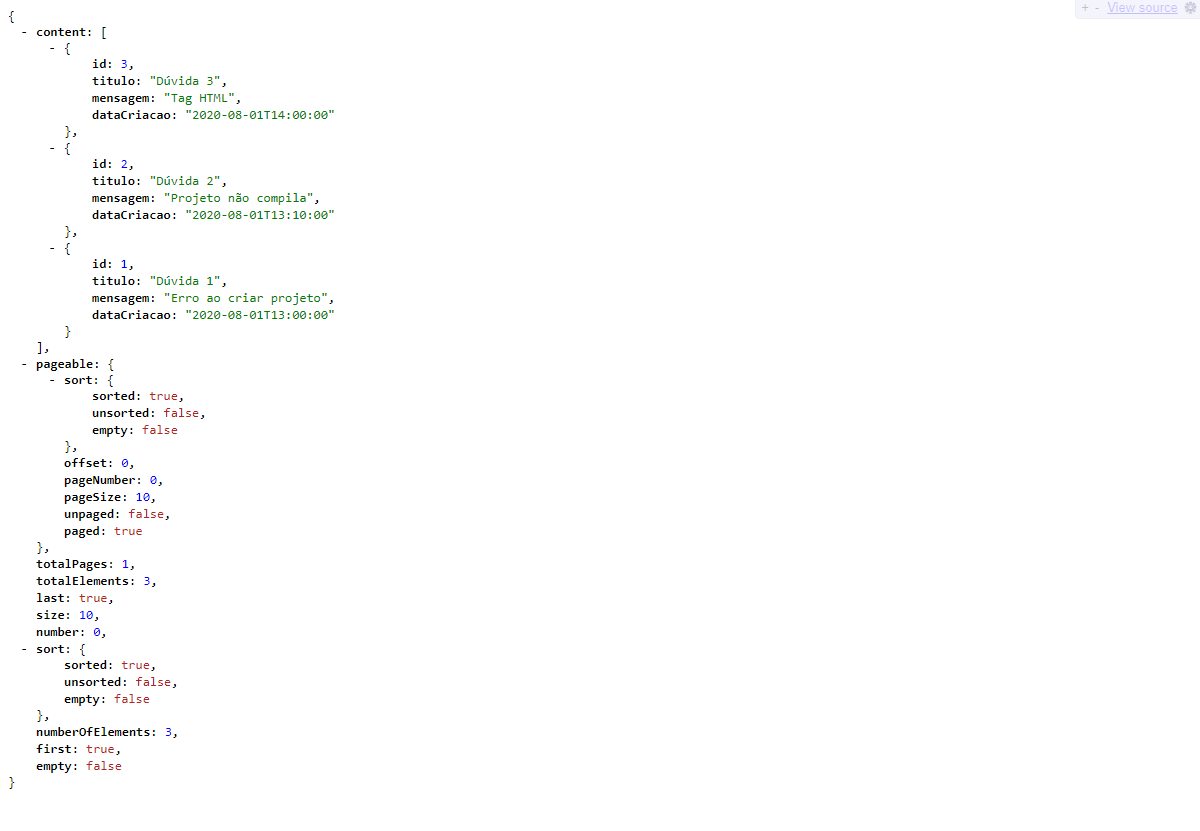 + - View source
{
- content: [
- {
id: 3,
titulo: "Dúvida 3",
mensagem: "Tag HTML",
dataCriacao: "2020-08-01T14:00:00"
},
- {
id: 2,
titulo: "Dúvida 2",
mensagem: "Projeto não compila",
dataCriacao: "2020-08-01T13:10:00"
},
- {
id: 1,
titulo: "Dúvida 1",
mensagem: "Erro ao criar projeto",
dataCriacao: "2020-08-01T13:00:00"
}
],
- pageable: {
- sort: {
sorted: true,
unsorted: false,
empty: false
},
offset: 0,
pageNumber: 0,
pageSize: 10,
unpaged: false,
paged: true
},
totalPages: 1,
totalElements: 3,
last: true,
size: 10,
number: 0,
- sort: {
sorted: true,
unsorted: false,
empty: false
},
numberOfElements: 3,
first: true,
empty: false
}